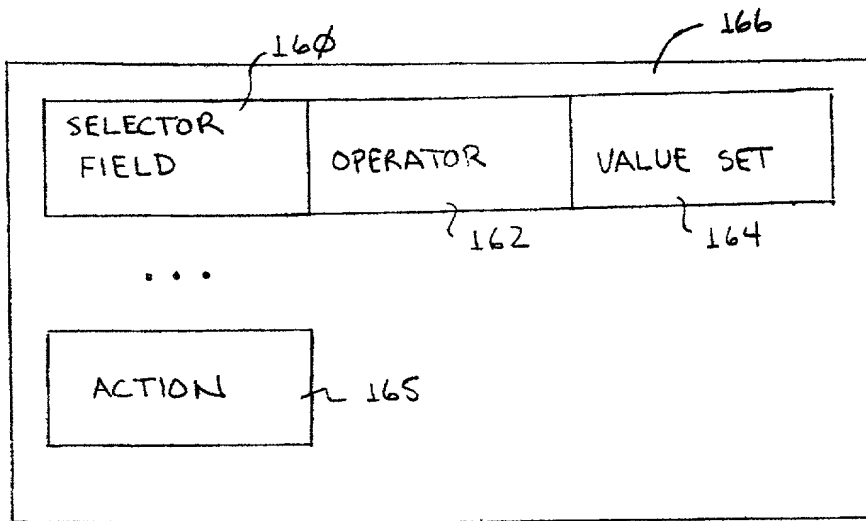 160
166
SELECTOR
FIELD
OPERATOR
VALUE SET
162
164
...
ACTION
165